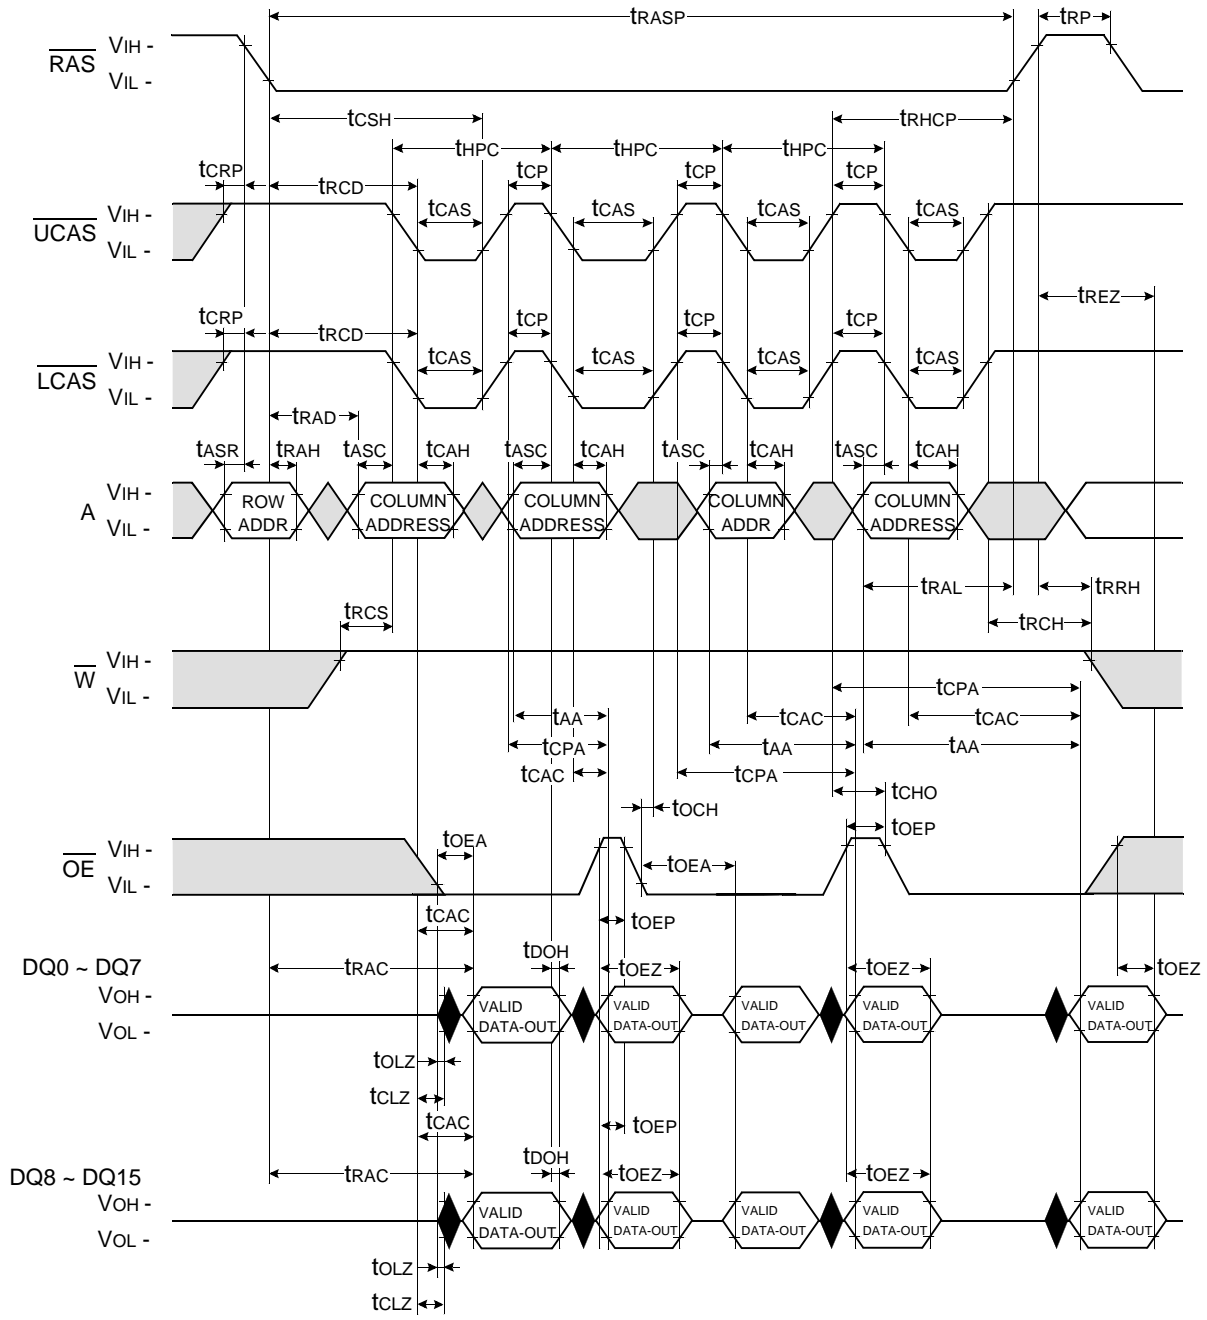 tRASP tRP
RAS VIH -
VIL -
tCSH tRHCP
tHPC tHPC tHPC
tCRP tRCD tCP tCP tCP
UCAS VIH - tCAS tCAS tCAS tCAS
VIL -
tREZ
tCRP tRCD tCP tCP tCP
LCAS VIH - tCAS tCAS tCAS tCAS
VIL -
tRAD
tASR tRAH tASC tCAH tASC tCAH tASC tCAH tASC tCAH
A VIH - ROW COLUMN COLUMN COLUMN COLUMN
VIL - ADDR ADDRESS ADDRESS ADDR ADDRESS
tRAL tRRH
tRCS tRCH
W VIH -
VIL -
tCPA
tAA tCAC tCAC
tCPA tAA tAA
tCAC tCPA
tCHO
tOCH
tOEP
OE VIH - tOEA
VIL - tOEA
tCAC tOEP
tDOH
DQ0 ~ DQ7 tRAC tOEZ tOEZ tOEZ
VOH - VALID VALID VALID VALID VALID
VOL - DATA-OUT DATA-OUT DATA-OUT DATA-OUT DATA-OUT
tOLZ
tCLZ
tCAC tOEP
tDOH
DQ8 ~ DQ15 tRAC tOEZ tOEZ
VOH - VALID VALID VALID VALID VALID
VOL - DATA-OUT DATA-OUT DATA-OUT DATA-OUT DATA-OUT
tOLZ
tCLZ